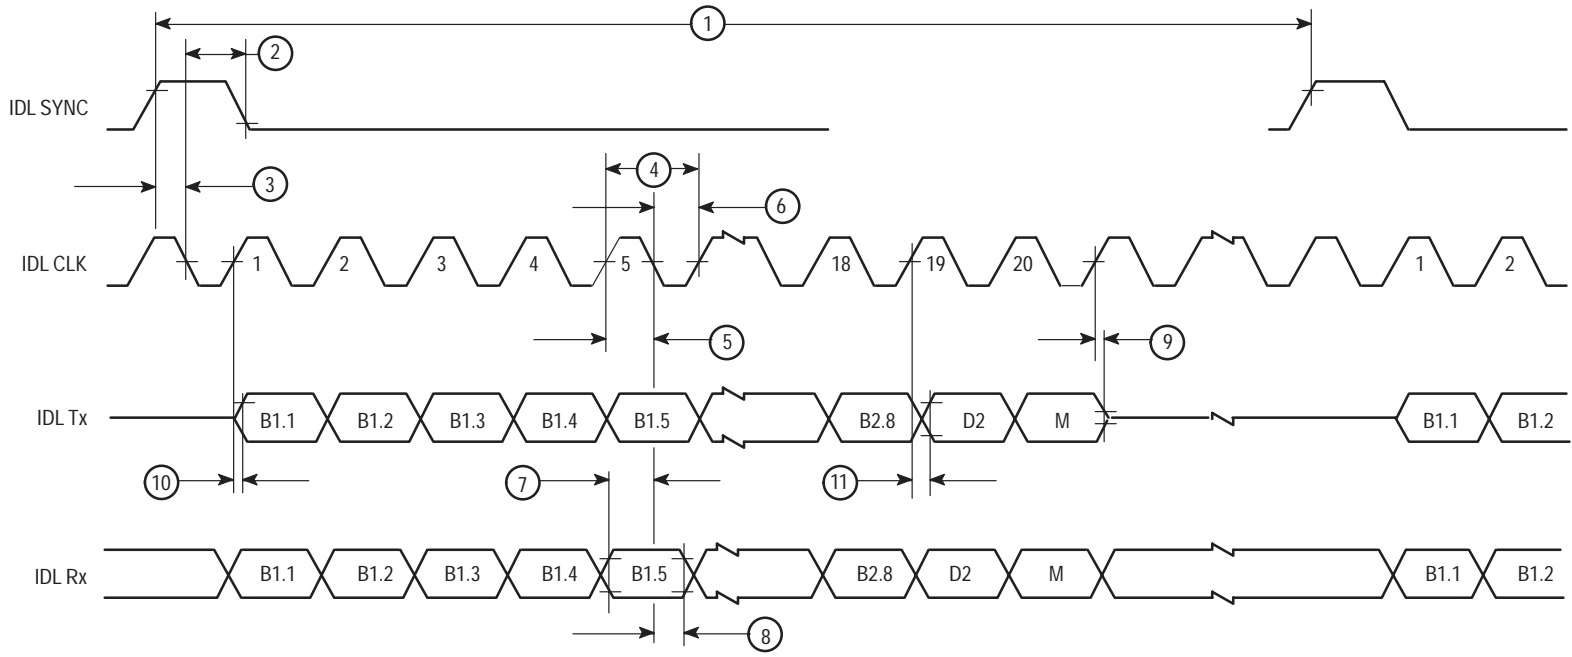 1
2
IDL SYNC
3
4
6
IDL CLK 1 2 3 4 5 18 19 20 1 2
5
9
IDL Tx B1.1 B1.2 B1.3 B1.4 B1.5 B2.8 D2 M B1.1 B1.2
10
7
11
IDL Rx B1.1 B1.2 B1.3 B1.4 B1.5 B2.8 D2 M B1.1 B1.2
8